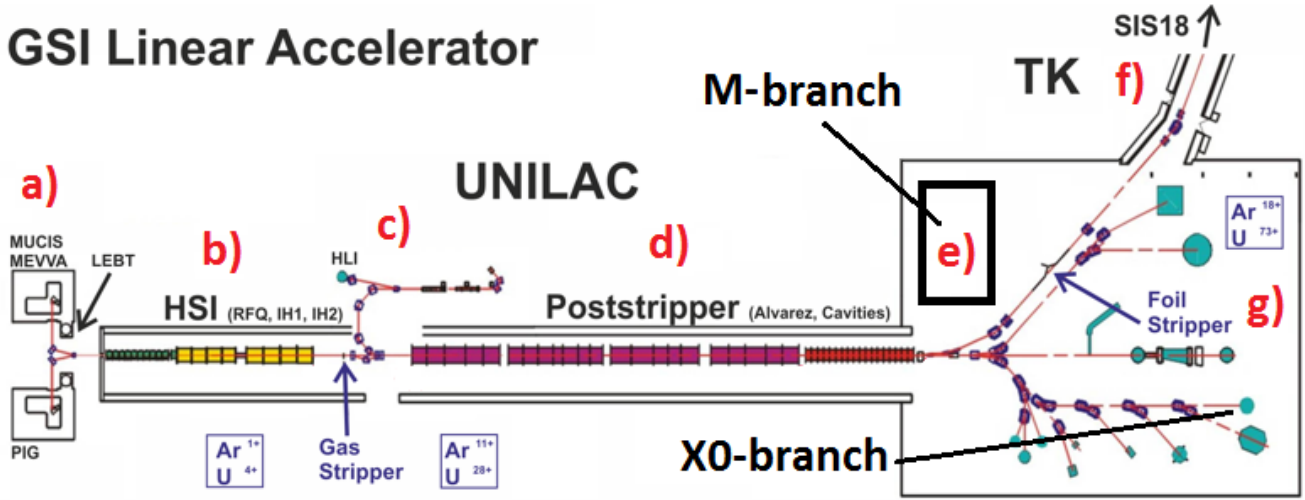 GSI Linear Accelerator
SIS18
TK
f)
M-branch
a)
UNILAC
MUCIS
MEVVA
LEBT
b)
c)
HLI
d)
e)
Ar 18+
U 73+
HSI (RFQ, IH1, IH2)
Poststripper (Alvarez, Cavities)
Foil
Stripper
g)
PIG
Ar 1+
U 4+
Gas
Stripper
Ar 11+
U 28+
X0-branch